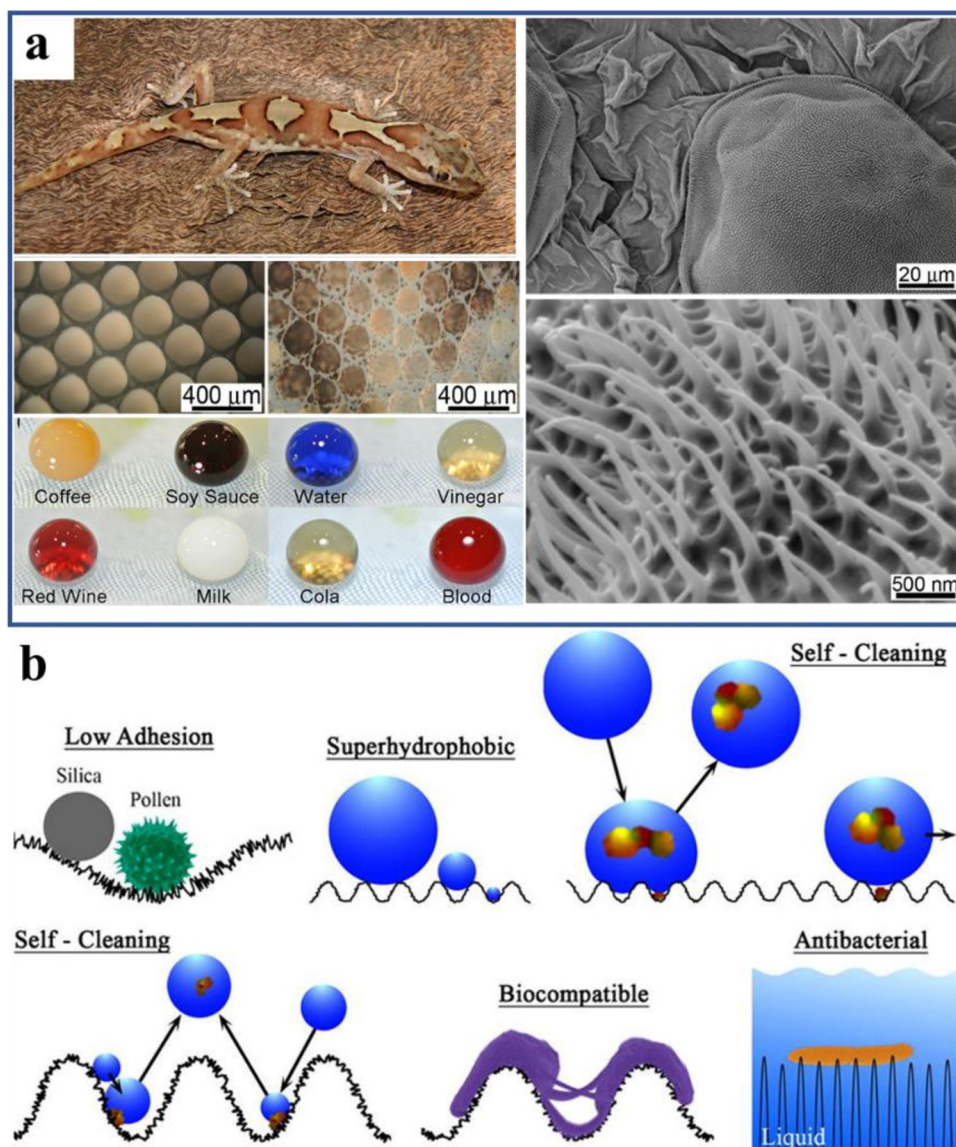 a
20 μm
400 μm
400 μm
Coffee
Soy Sauce
Water
Vinegar
Red Wine
Milk
Cola
Blood
500 nm
b
Self - Cleaning
Low Adhesion
Silica
Pollen
Superhydrophobic
Self - Cleaning
Biocompatible
Antibacterial
Liquid